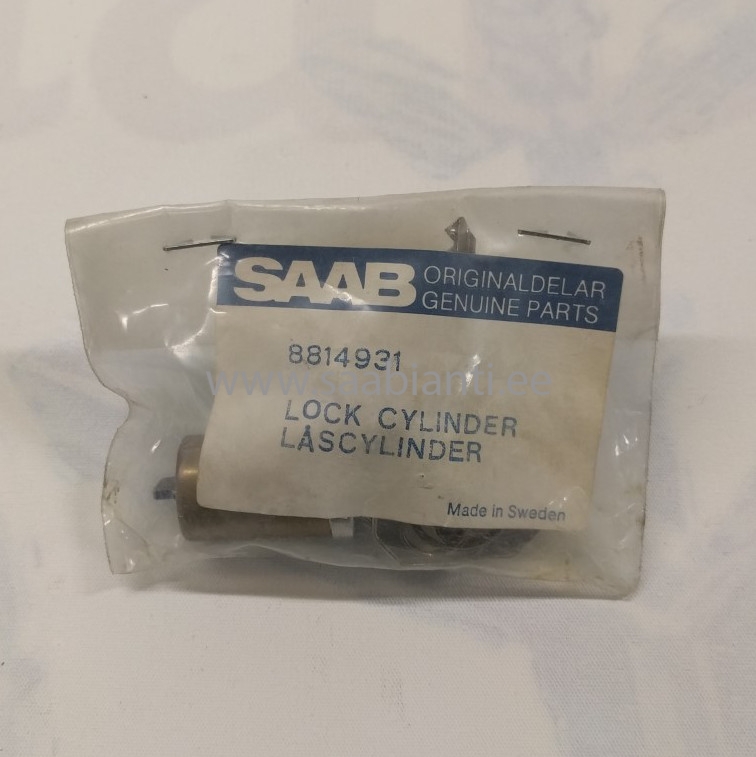 SAAB ORIGINALDELAR
GENUINE PARTS
8814931
www.saabianti.ee
LOCK CYLINDER
LÅSCYLINDER
Made in Sweden